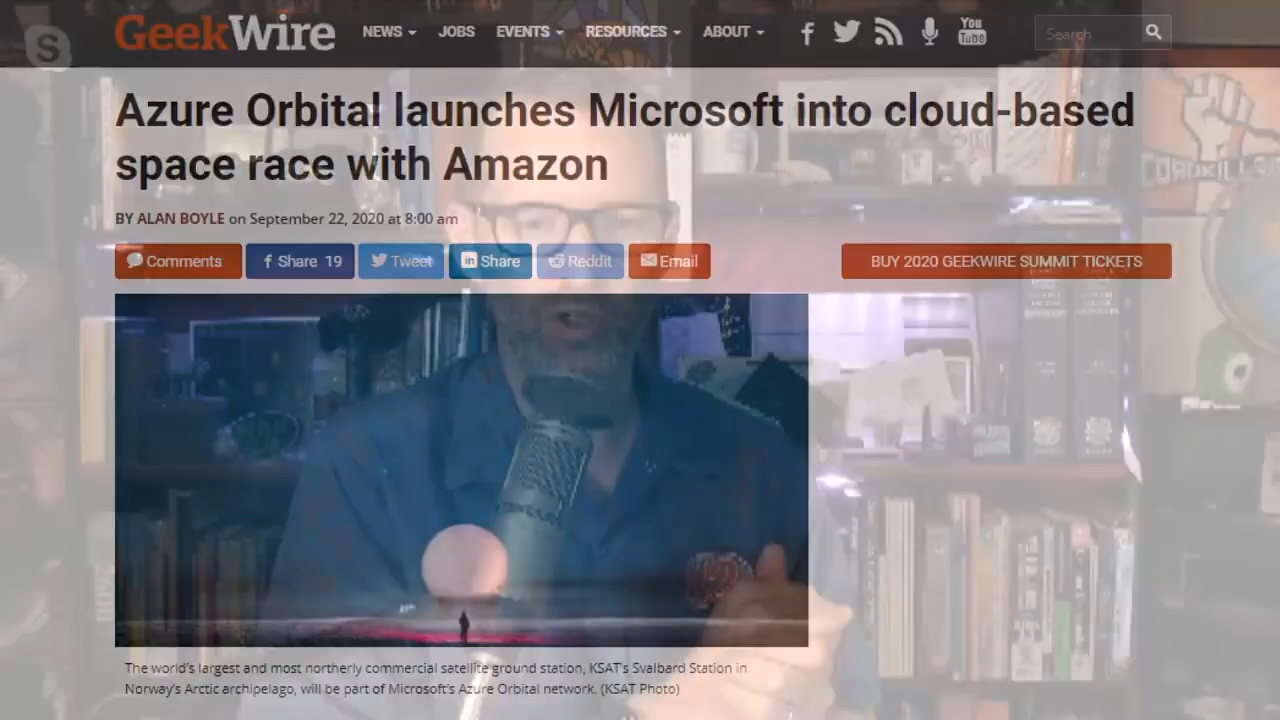 GeekWire NEWS JOBS EVENTS RESOURCES ABOUT You Tube Search
S
Azure Orbital launches Microsoft into cloud-based
space race with Amazon
BY ALAN BOYLE on September 22, 2020 at 8:00 am
Comments Share 19 Tweet Share Reddit Email BUY 2020 GEEKWIRE SUMMIT TICKETS
The world's largest and most northerly commercial satellite ground station, KSAT's Svalbard Station in
Norway's Arctic archipelago, will be part of Microsoft's Azure Orbital network. (KSAT Photo)